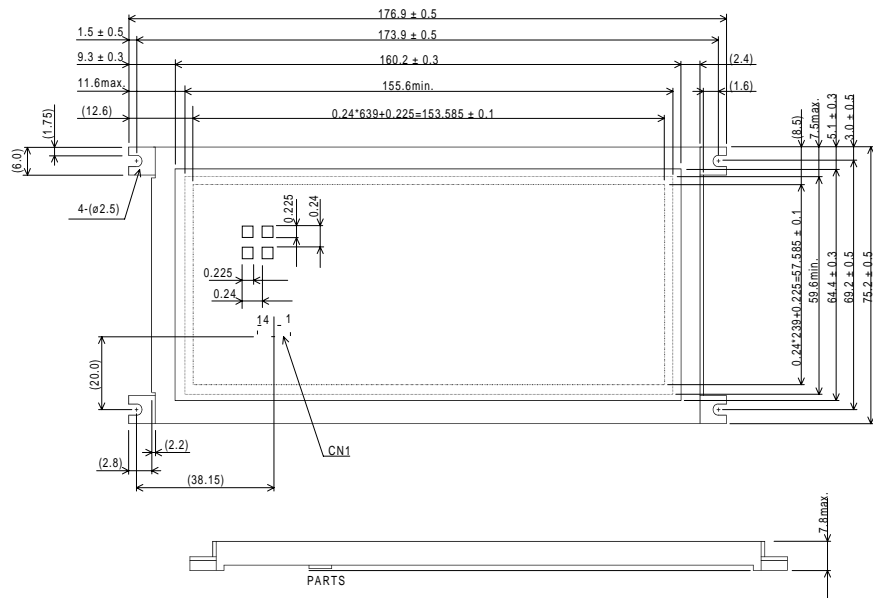 176.9 ± 0.5
1.5 ± 0.5
173.9 ± 0.5
9.3 ± 0.3
160.2 ± 0.3
(2.4)
11.6max.
155.6min.
(1.6)
(12.6)
0.24*639+0.225=153.585 ± 0.1
(8.5)
7.5max.
5.1 ± 0.3
3.0 ± 0.5
(1.75)
(6.0)
4-(ø2.5)
0.225
0.24
0.225
0.24
14
1
(20.0)
0.24*239+0.225=57.585 ± 0.1
59.6min.
64.4 ± 0.3
69.2 ± 0.5
75.2 ± 0.5
(2.2)
CN1
(2.8)
(38.15)
7.8max.
PARTS